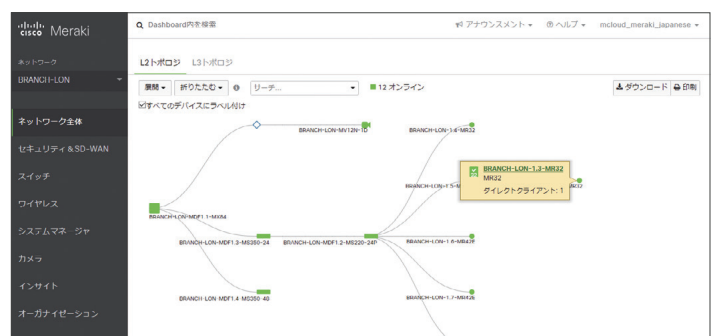 cisco Meraki
Dashboard内を検索
アナウンスメント
ヘルプ
mcloud_meraki_japanese
ネットワーク
BRANCH-LON
ネットワーク全体
セキュリティ&SD-WAN
スイッチ
ワイヤレス
システムマネージャ
カメラ
インサイト
オーガナイゼーション
L2トポロジ L3トポロジ
展開 折りたたむ リーチ... 12 オンライン ダウンロード 印刷
すべてのデバイスにラベル付け
BRANCH-LON-MV12N-1D
BRANCH-LON-1.4-MR32
BRANCH-LON-1.3-MR32
MR32
ダイレクトクライアント: 1
MR32
BRANCH-LON-MDF1.1-MX84
BRANCH-LON-MDF1.3-MS350-24
BRANCH-LON-MDF1.2-MS220-24P
BRANCH-LON-1.6-MR42E
BRANCH-LON-MDF1.4-MS350-48
BRANCH-LON-1.7-MR42E